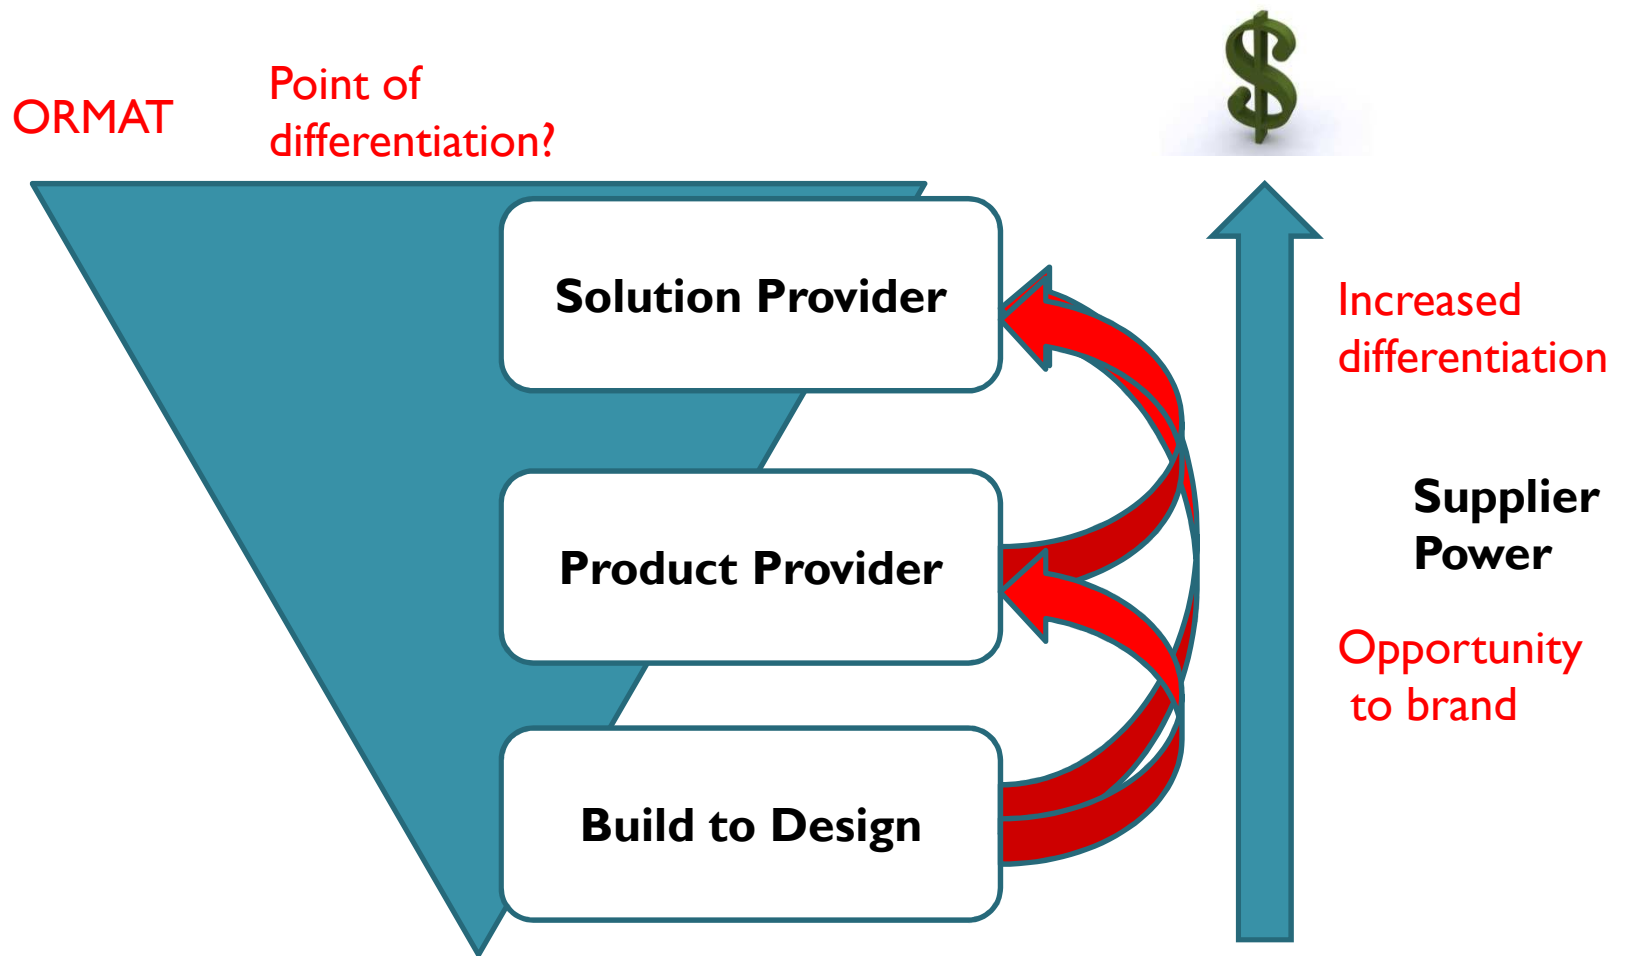 ORMAT
Point of
differentiation?
$
Solution Provider
Increased
differentiation
Supplier
Power
Product Provider
Opportunity
to brand
Build to Design